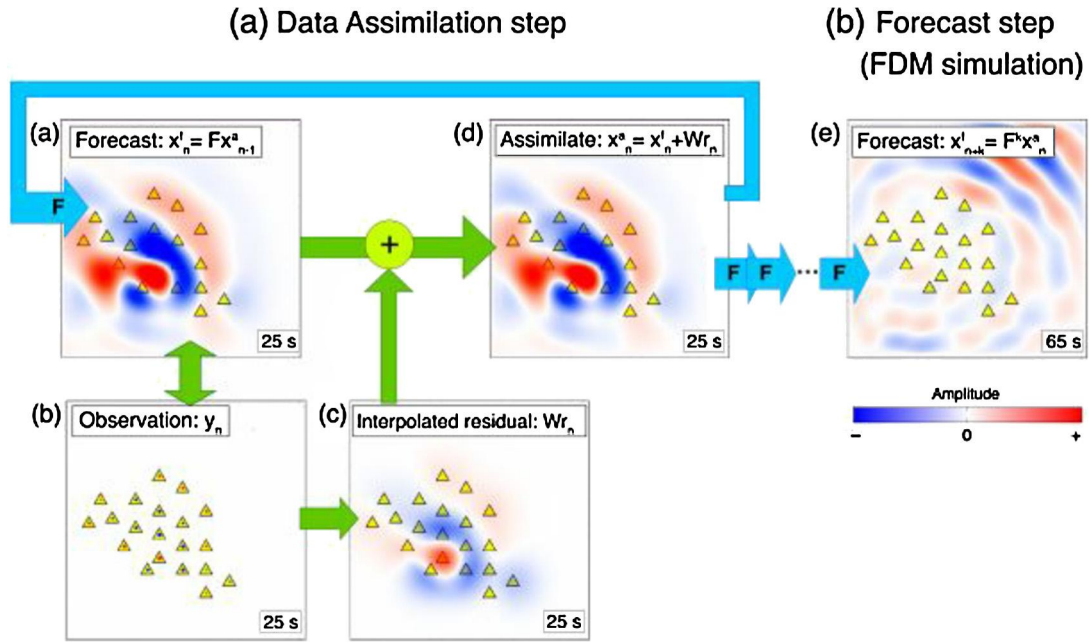 (a) Data Assimilation step
(b) Forecast step
(FDM simulation)
(a) Forecast: xᶠₙ= Fxᵃₙ₋₁
(d) Assimilate: xᵃₙ= xᶠₙ+Wrₙ
(e) Forecast: xᶠₙ₊ₖ= Fᵏxᵃₙ
F
+
F F ... F
25 s
25 s
65 s
(b) Observation: yₙ
(c) Interpolated residual: Wrₙ
Amplitude
− 0 +
25 s
25 s